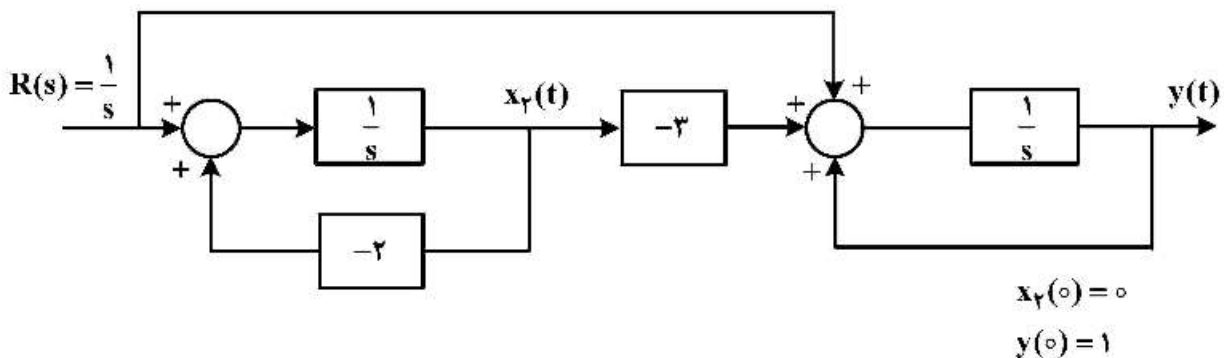 R(s) = ۱/s
+
+
۱/s
x۲(t)
−۳
+
+
+
۱/s
y(t)
−۲
x۲(۰) = ۰
y(۰) = ۱